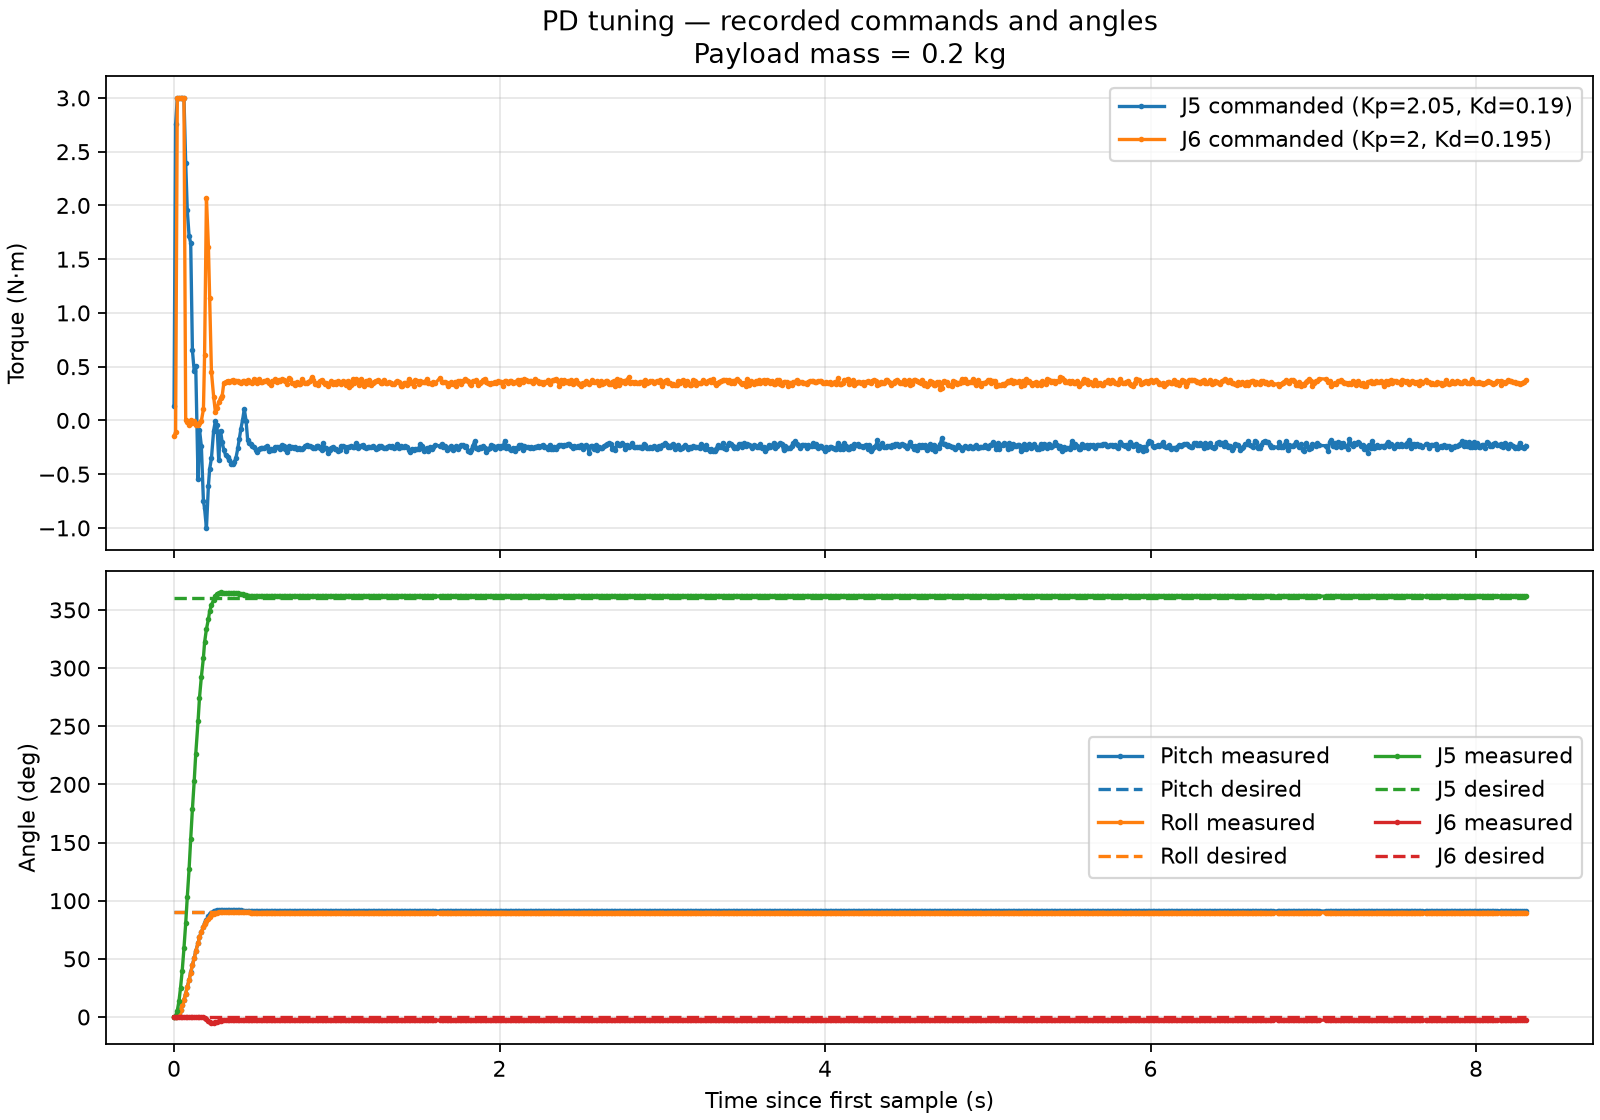 PD tuning — recorded commands and angles
Payload mass = 0.2 kg
3.0
2.5
2.0
1.5
1.0
0.5
0.0
−0.5
−1.0
Torque (N·m)
J5 commanded (Kp=2.05, Kd=0.19)
J6 commanded (Kp=2, Kd=0.195)
350
300
250
200
150
100
50
0
Angle (deg)
Pitch measured
Pitch desired
Roll measured
Roll desired
J5 measured
J5 desired
J6 measured
J6 desired
0
2
4
6
8
Time since first sample (s)